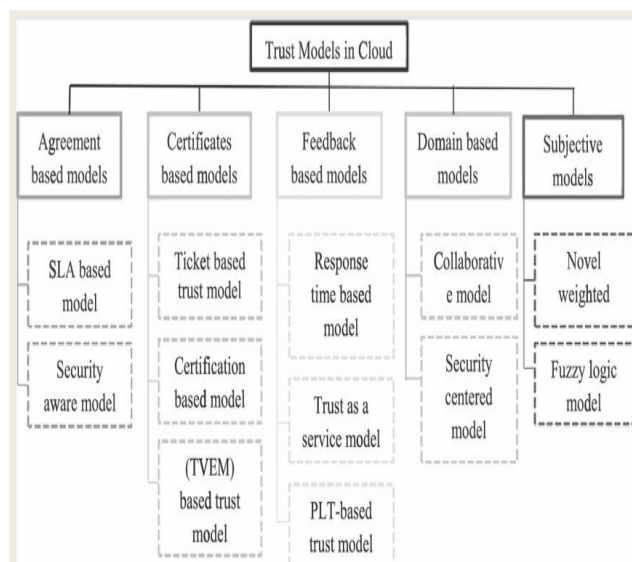 Trust Models in Cloud
Agreement
based models
SLA based
model
Security
aware model
Certificates
based models
Ticket based
trust model
Certification
based model
(TVEM)
based trust
model
Feedback
based models
Response
time based
model
Trust as a
service model
PLT-based
trust model
Domain based
models
Collaborativ
e model
Security
centered
model
Subjective
models
Novel
weighted
Fuzzy logic
model